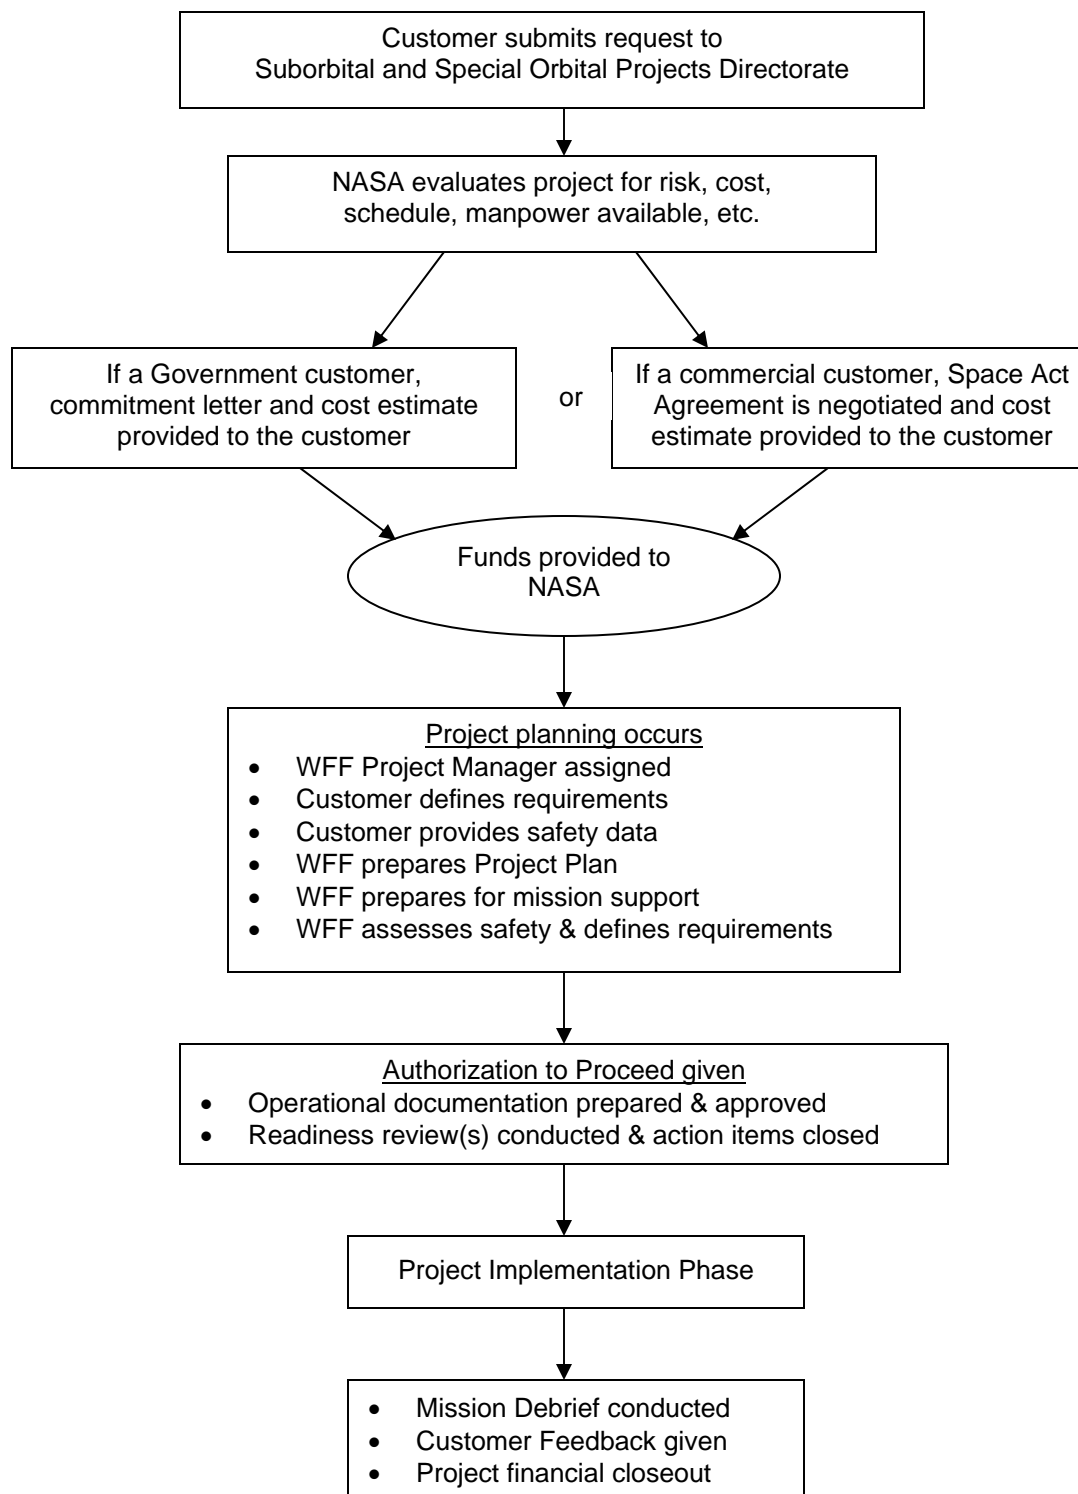 Customer submits request to
Suborbital and Special Orbital Projects Directorate
NASA evaluates project for risk, cost,
schedule, manpower available, etc.
If a Government customer,
commitment letter and cost estimate
provided to the customer
or
If a commercial customer, Space Act
Agreement is negotiated and cost
estimate provided to the customer
Funds provided to
NASA
Project planning occurs
• WFF Project Manager assigned
• Customer defines requirements
• Customer provides safety data
• WFF prepares Project Plan
• WFF prepares for mission support
• WFF assesses safety & defines requirements
Authorization to Proceed given
• Operational documentation prepared & approved
• Readiness review(s) conducted & action items closed
Project Implementation Phase
• Mission Debrief conducted
• Customer Feedback given
• Project financial closeout